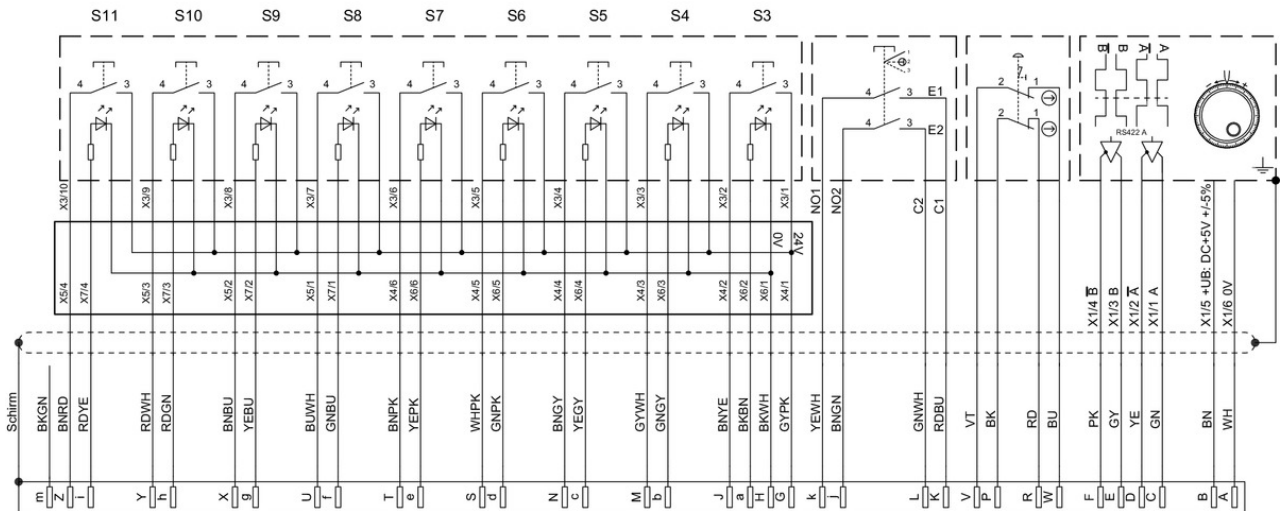 S11 S10 S9 S8 S7 S6 S5 S4 S3
4 3 4 3 4 3 4 3 4 3 4 3 4 3 4 3 4 3
1
2
3
4 3 E1
4 3 E2
2 1
2 1
B B̅ A̅ A
RS422 A
X3/10 X3/9 X3/8 X3/7 X3/6 X3/5 X3/4 X3/3 X3/2 X3/1
NO1 NO2 C2 C1
0V 24V
X5/4 X7/4 X5/3 X7/3 X5/2 X7/2 X5/1 X7/1 X4/6 X6/6 X4/5 X6/5 X4/4 X6/4 X4/3 X6/3 X4/2 X6/2 X6/1 X4/1
X1/4 B̅
X1/3 B
X1/2 A̅
X1/1 A
X1/5 +UB: DC+5V +/-5%
X1/6 0V
Schirm BKGN BNRD RDYE RDWH RDGN BNBU YEBU BUWH GNBU BNPK YEPK WHPK GNPK BNGY YEGY GYWH GNGY BNYE BKBN BKWH GYPK YEWH BNGN GNWH RDBU VT BK RD BU PK GY YE GN BN WH
m Z i Y h X g U f T e S d N c M b J a H G k j L K V P R W F E D C B A